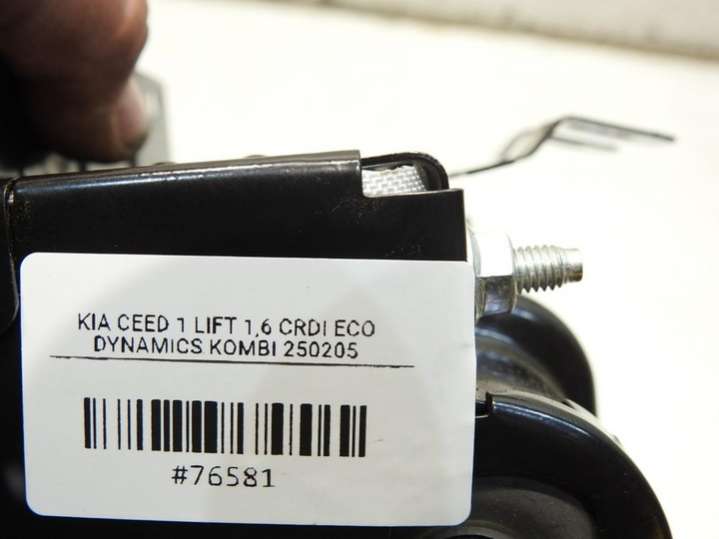 KIA CEED 1 LIFT 1,6 CRDI ECO
DYNAMICS KOMBI 250205
#76581